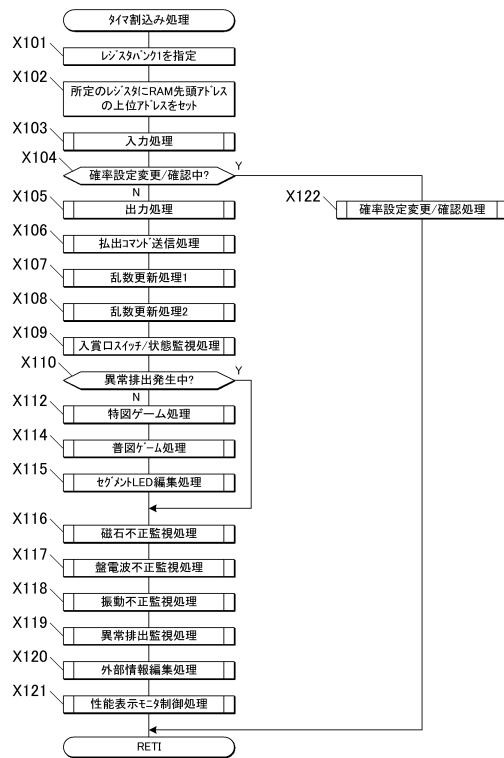 タイマ割込み処理
X101
レジスタバンク1を指定
X102
所定のレジスタにRAM先頭アドレス
の上位アドレスをセット
X103
入力処理
X104
確率設定変更/確認中?
Y
N
X105
出力処理
X122
確率設定変更/確認処理
X106
払出コマンド送信処理
X107
乱数更新処理1
X108
乱数更新処理2
X109
入賞口スイッチ/状態監視処理
X110
異常排出発生中?
Y
N
X112
特図ゲーム処理
X114
普図ゲーム処理
X115
セグメントLED編集処理
X116
磁石不正監視処理
X117
盤電波不正監視処理
X118
振動不正監視処理
X119
異常排出監視処理
X120
外部情報編集処理
X121
性能表示モニタ制御処理
RETI